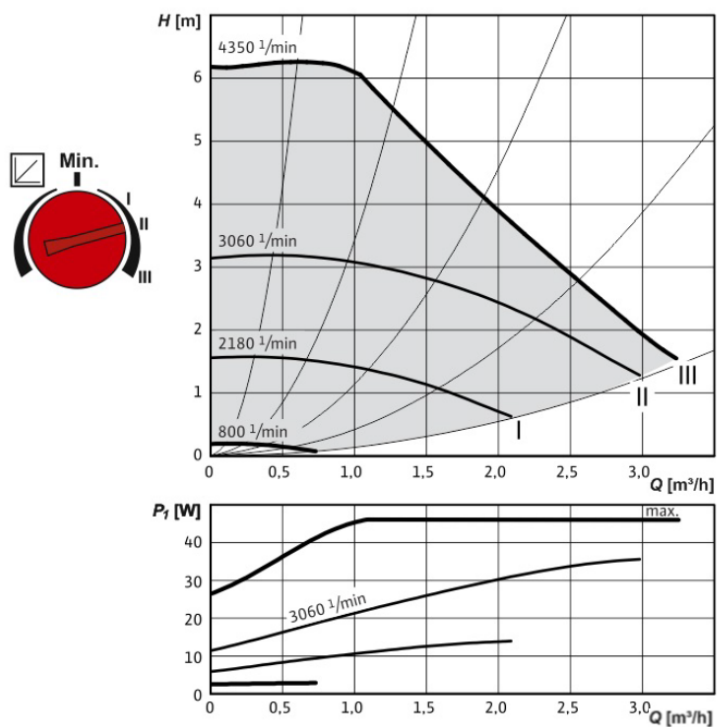 H [m]
4350 1/min
6
5
4
3
2
1
0
3060 1/min
2180 1/min
800 1/min
Min.
I
II
III
I
II
III
0 0,5 1,0 1,5 2,0 2,5 3,0
Q [m³/h]
P₁ [W]
max.
40
30
20
10
0
3060 1/min
0 0,5 1,0 1,5 2,0 2,5 3,0
Q [m³/h]